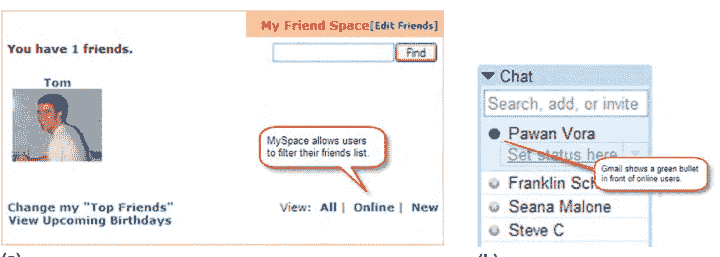 My Friend Space[Edit Friends]
You have 1 friends.
Find
Tom
MySpace allows users
to filter their friends list.
Change my "Top Friends"
View Upcoming Birthdays
View: All | Online | New
(a)
Chat
Search, add, or invite
Pawan Vora
Set status here
Gmail shows a green bullet
in front of online users.
Franklin Sch
Seana Malone
Steve C